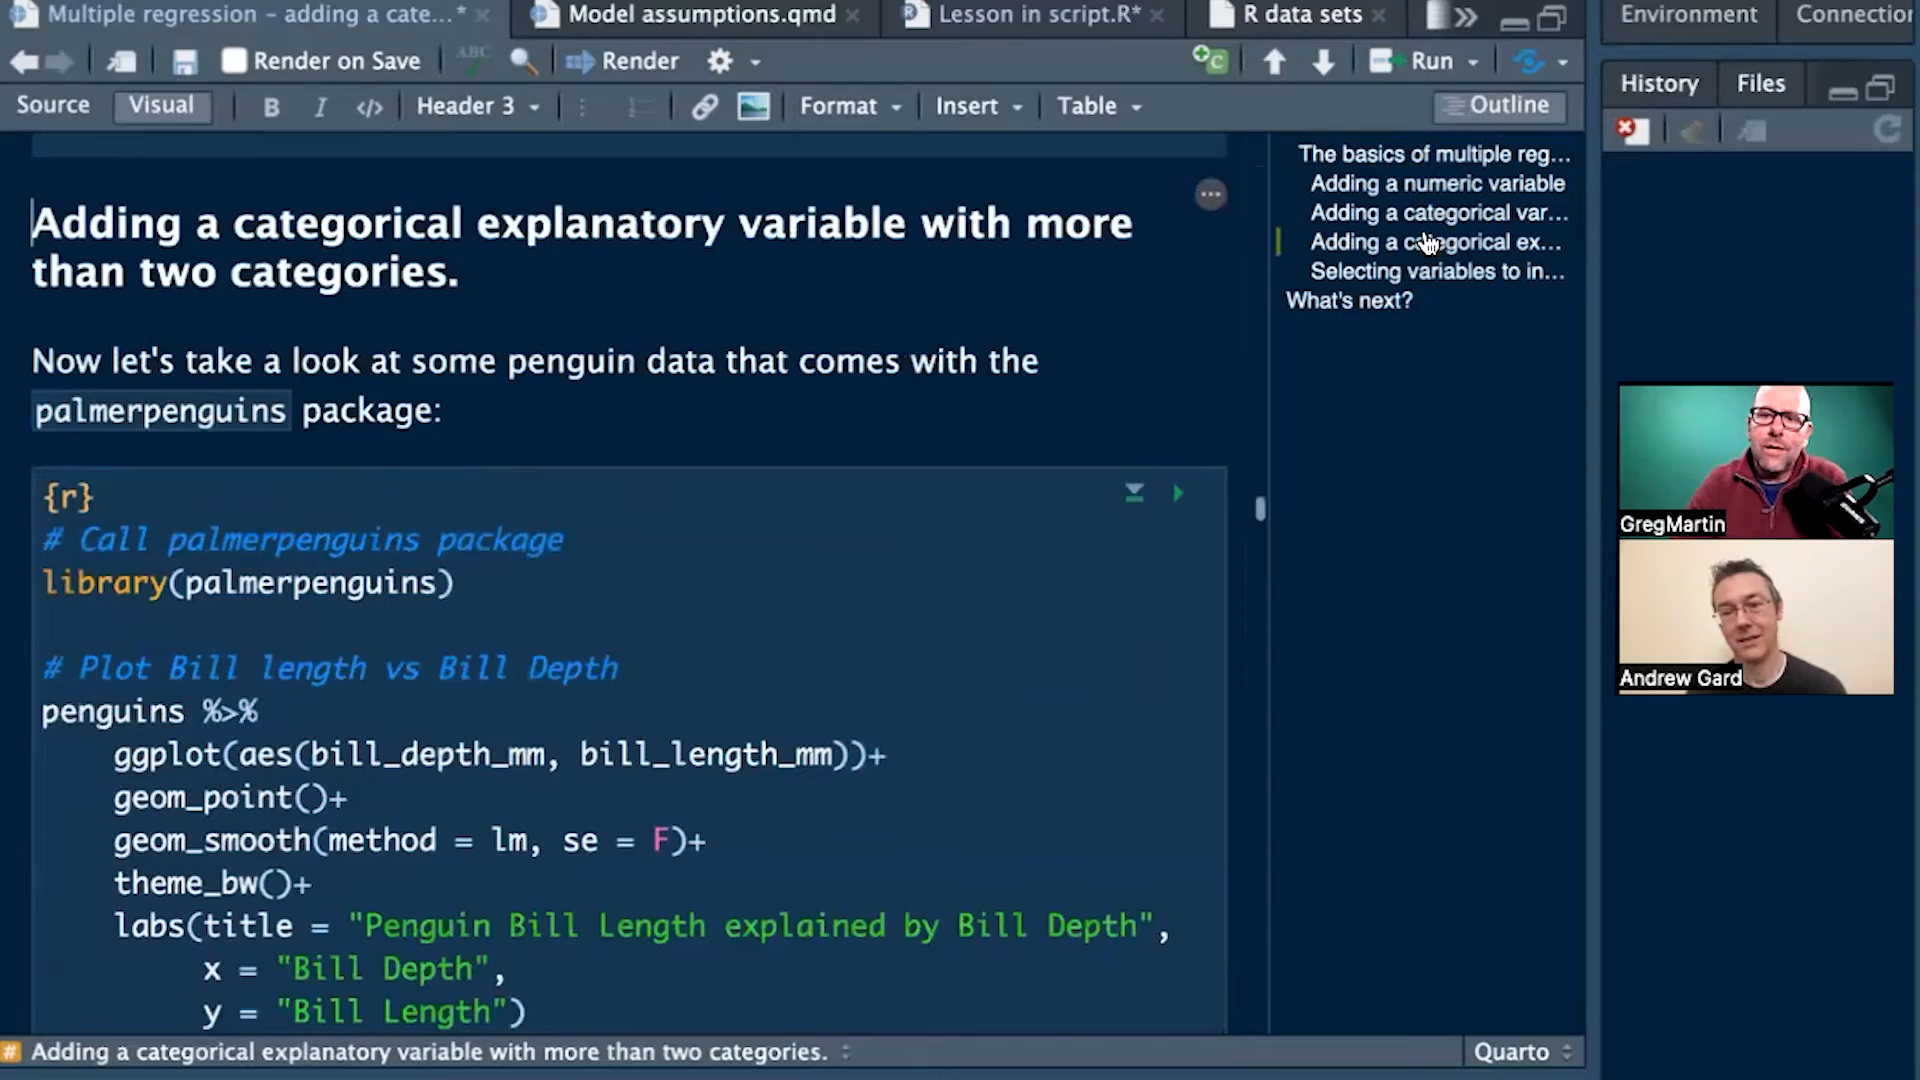 Multiple regression - adding a cate...*
Model assumptions.qmd
Lesson in script.R*
R data sets
Environment
Connection
Render on Save
ABC
Render
Run
History
Files
Source
Visual
B
I
</>
Header 3
Format
Insert
Table
Outline
The basics of multiple reg...
Adding a numeric variable
Adding a categorical var...
Adding a categorical ex...
Selecting variables to in...
What's next?
Adding a categorical explanatory variable with more
than two categories.
Now let's take a look at some penguin data that comes with the
palmerpenguins package:
{r}
# Call palmerpenguins package
library(palmerpenguins)
# Plot Bill length vs Bill Depth
penguins %>%
ggplot(aes(bill_depth_mm, bill_length_mm))+
geom_point()+
geom_smooth(method = lm, se = F)+
theme_bw()+
labs(title = "Penguin Bill Length explained by Bill Depth",
x = "Bill Depth",
y = "Bill Length")
GregMartin
Andrew Gard
# Adding a categorical explanatory variable with more than two categories.
Quarto